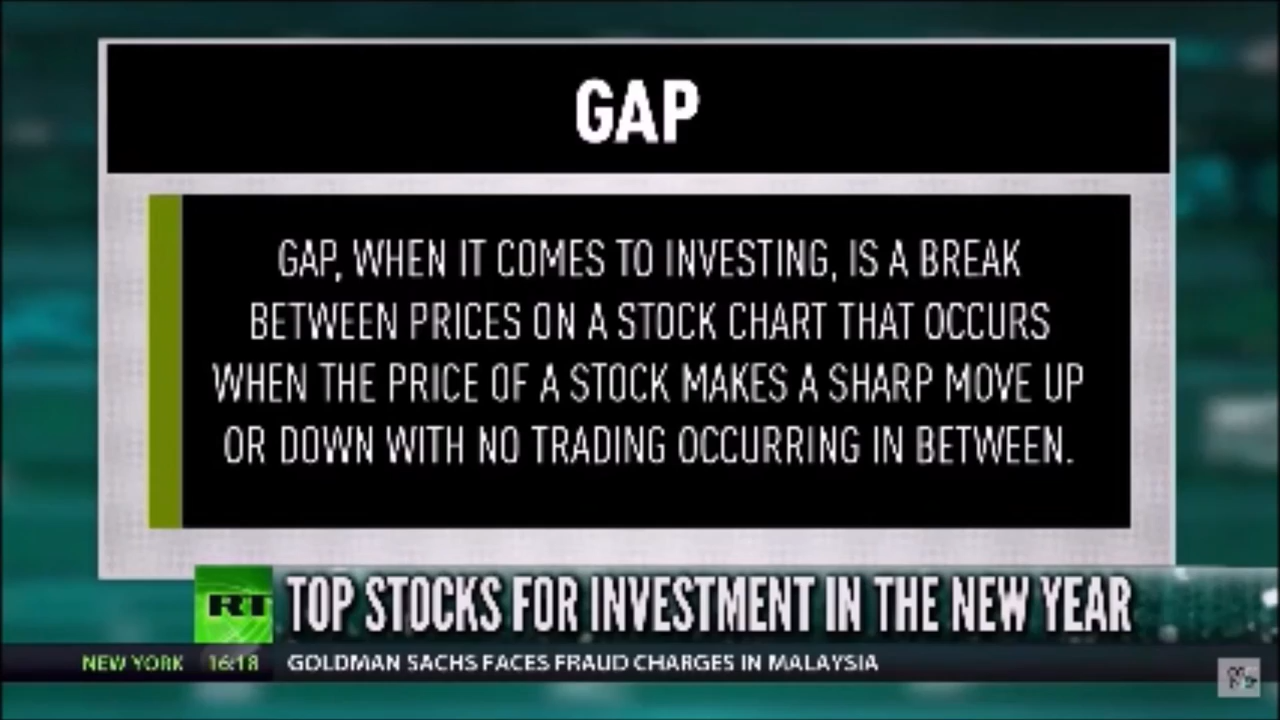 GAP
GAP, WHEN IT COMES TO INVESTING, IS A BREAK
BETWEEN PRICES ON A STOCK CHART THAT OCCURS
WHEN THE PRICE OF A STOCK MAKES A SHARP MOVE UP
OR DOWN WITH NO TRADING OCCURRING IN BETWEEN.
RT TOP STOCKS FOR INVESTMENT IN THE NEW YEAR
NEW YORK 16:18 GOLDMAN SACHS FACES FRAUD CHARGES IN MALAYSIA